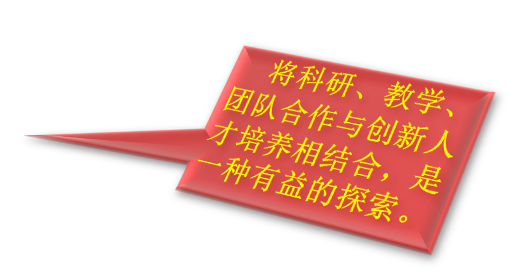 将科研、教学、
团队合作与创新人
才培养相结合，是
一种有益的探索。